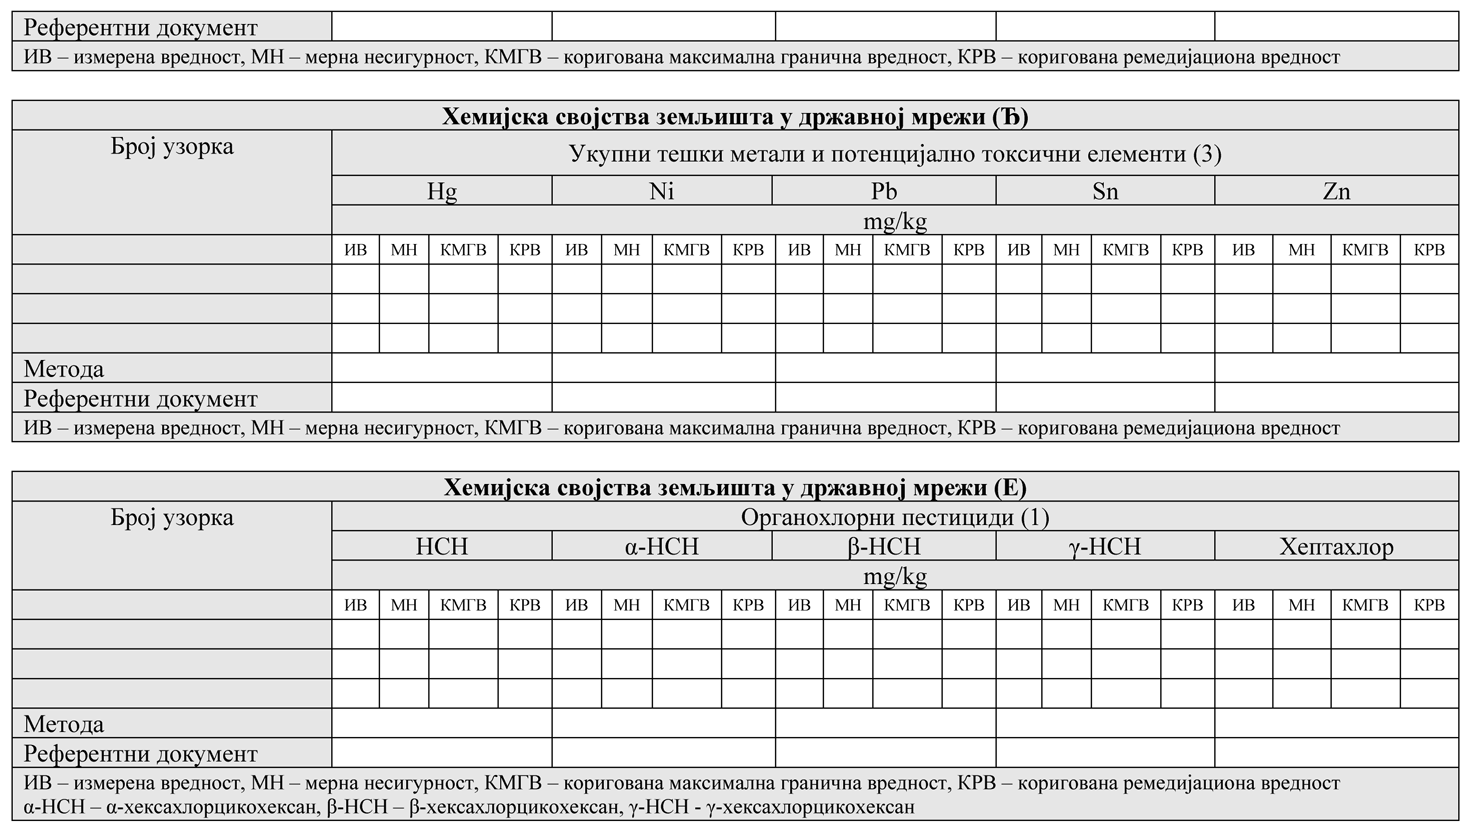 Референтни документ
ИВ – измерена вредност, МН – мерна несигурност, КМГВ – коригована максимална гранична вредност, КРВ – коригована ремедијациона вредност
Хемијска својства земљишта у државној мрежи (Ђ)
Број узорка
Укупни тешки метали и потенцијално токсични елементи (3)
Hg Ni Pb Sn Zn
mg/kg
ИВ МН КМГВ КРВ ИВ МН КМГВ КРВ ИВ МН КМГВ КРВ ИВ МН КМГВ КРВ ИВ МН КМГВ КРВ
Метода
Референтни документ
ИВ – измерена вредност, МН – мерна несигурност, КМГВ – коригована максимална гранична вредност, КРВ – коригована ремедијациона вредност
Хемијска својства земљишта у државној мрежи (Е)
Број узорка
Органохлорни пестициди (1)
HCH α-HCH β-HCH γ-HCH Хептахлор
mg/kg
ИВ МН КМГВ КРВ ИВ МН КМГВ КРВ ИВ МН КМГВ КРВ ИВ МН КМГВ КРВ ИВ МН КМГВ КРВ
Метода
Референтни документ
ИВ – измерена вредност, МН – мерна несигурност, КМГВ – коригована максимална гранична вредност, КРВ – коригована ремедијациона вредност
α-HCH – α-хексахлорцикохексан, β-HCH – β-хексахлорцикохексан, γ-HCH - γ-хексахлорцикохексан